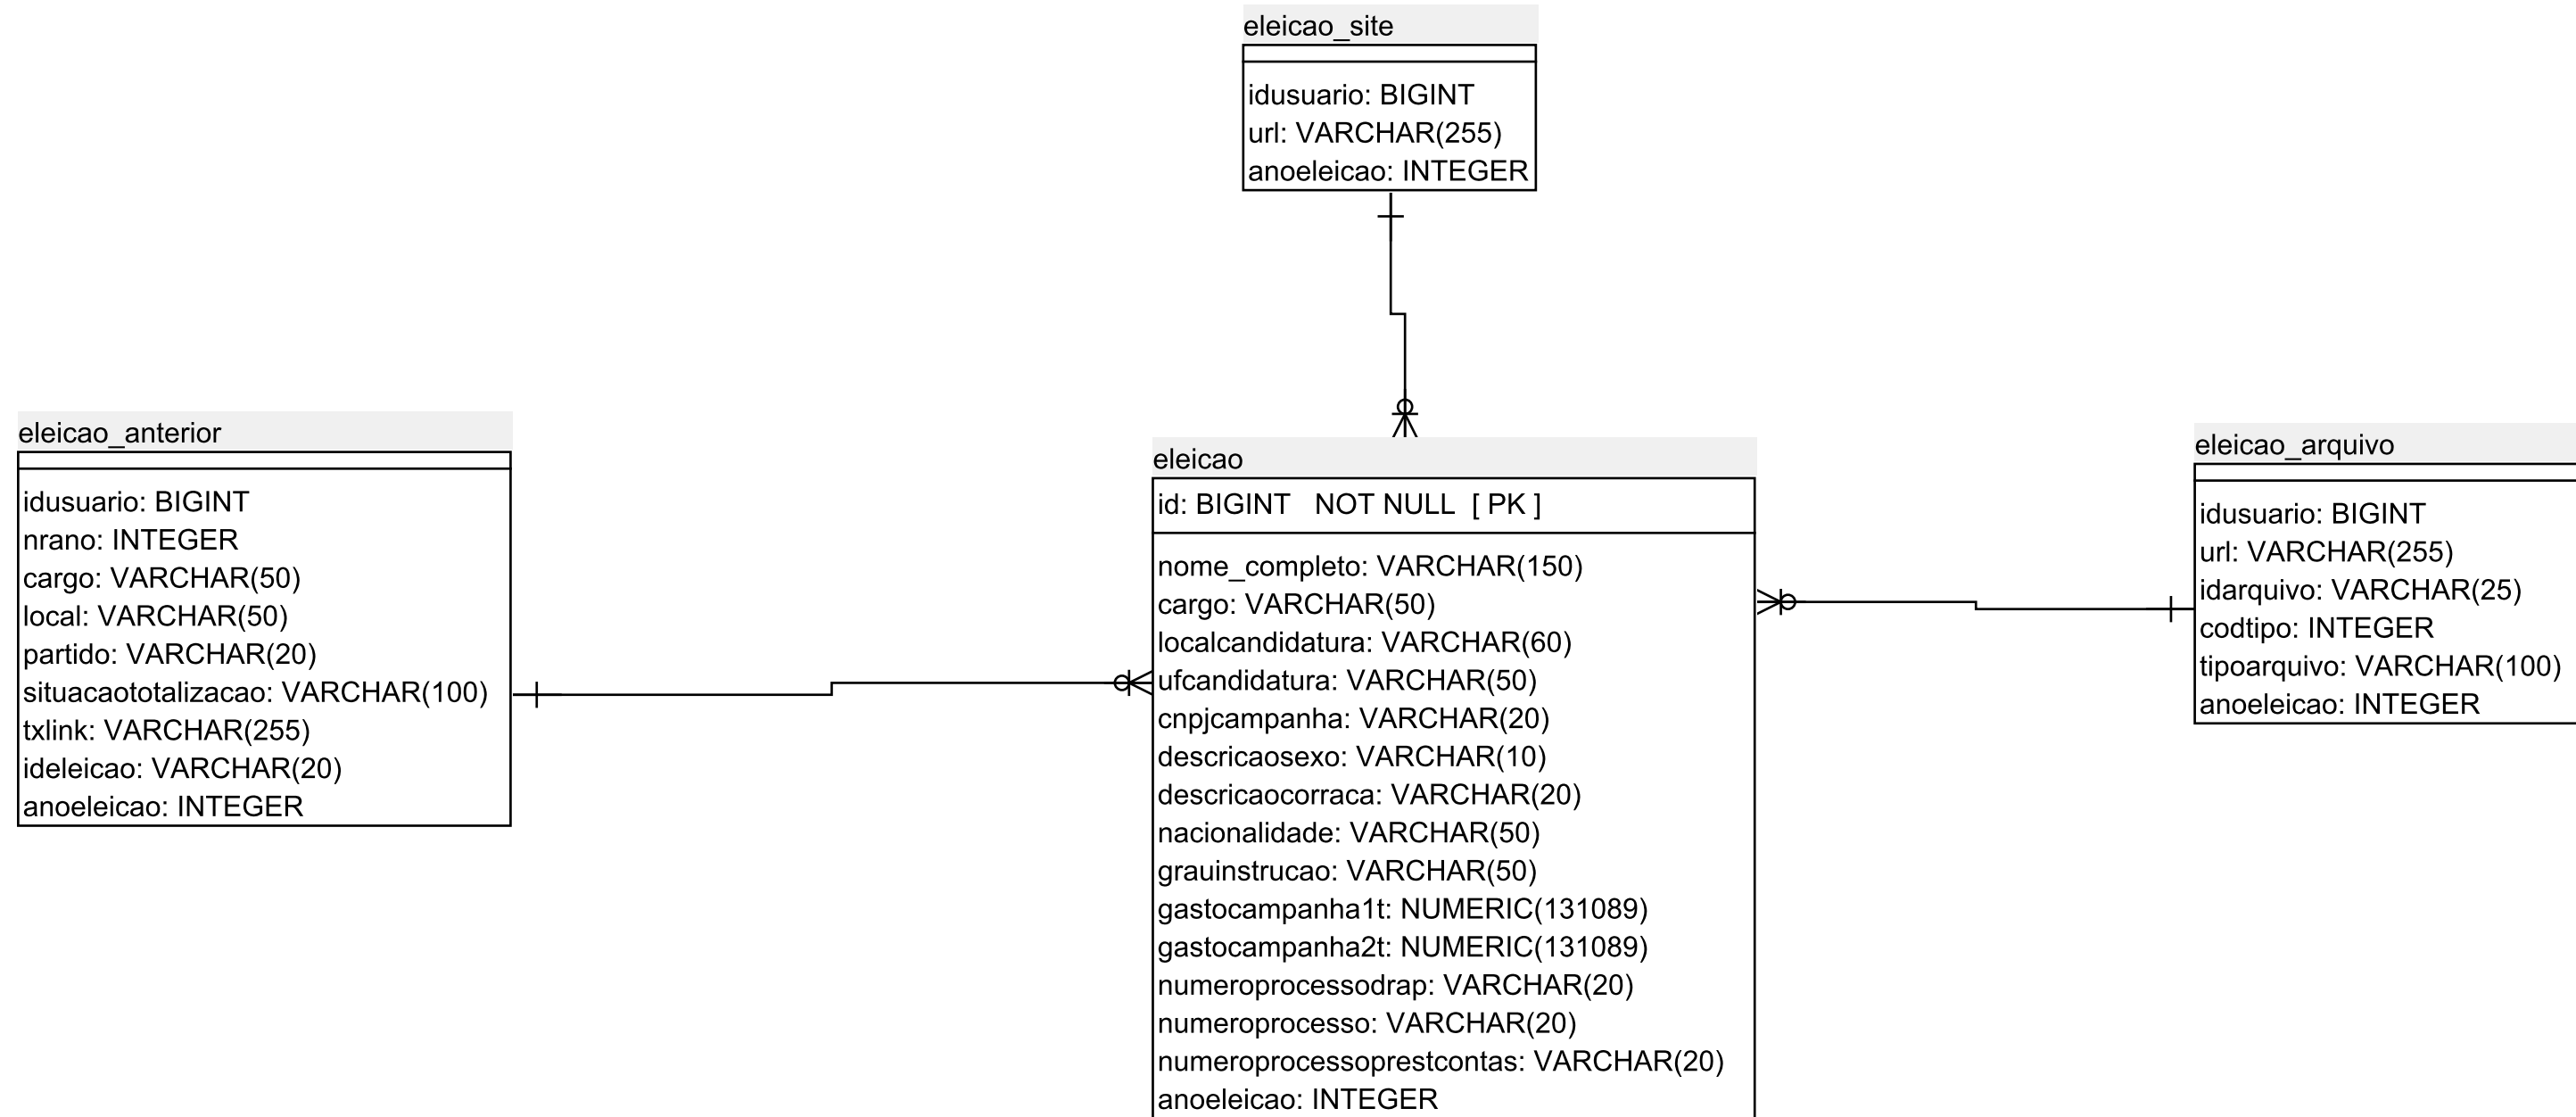 eleicao_site
idusuario: BIGINT
url: VARCHAR(255)
anoeleicao: INTEGER
eleicao_anterior
idusuario: BIGINT
nrano: INTEGER
cargo: VARCHAR(50)
local: VARCHAR(50)
partido: VARCHAR(20)
situacaototalizacao: VARCHAR(100)
txlink: VARCHAR(255)
ideleicao: VARCHAR(20)
anoeleicao: INTEGER
eleicao
id: BIGINT NOT NULL [ PK ]
nome_completo: VARCHAR(150)
cargo: VARCHAR(50)
localcandidatura: VARCHAR(60)
ufcandidatura: VARCHAR(50)
cnpjcampanha: VARCHAR(20)
descricaosexo: VARCHAR(10)
descricaocorraca: VARCHAR(20)
nacionalidade: VARCHAR(50)
grauinstrucao: VARCHAR(50)
gastocampanha1t: NUMERIC(131089)
gastocampanha2t: NUMERIC(131089)
numeroprocessodrap: VARCHAR(20)
numeroprocesso: VARCHAR(20)
numeroprocessoprestcontas: VARCHAR(20)
anoeleicao: INTEGER
eleicao_arquivo
idusuario: BIGINT
url: VARCHAR(255)
idarquivo: VARCHAR(25)
codtipo: INTEGER
tipoarquivo: VARCHAR(100)
anoeleicao: INTEGER